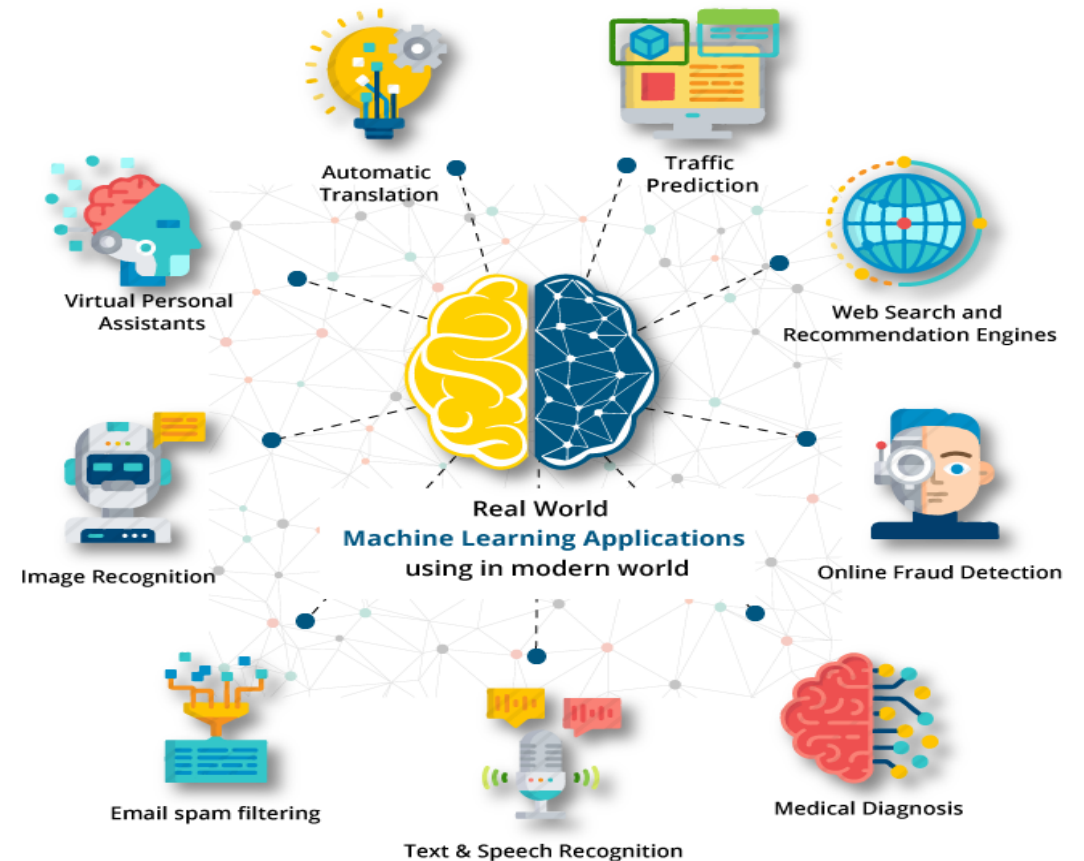 Automatic
Translation
Traffic
Prediction
Virtual Personal
Assistants
Web Search and
Recommendation Engines
Real World
Machine Learning Applications
using in modern world
Image Recognition
Online Fraud Detection
Email spam filtering
Text & Speech Recognition
Medical Diagnosis